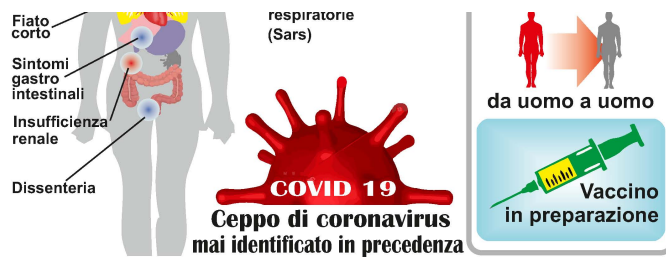 Fiato
corto
Sintomi
gastro
intestinali
Insufficienza
renale
Dissenteria
respiratorie
(Sars)
COVID 19
Ceppo di coronavirus
mai identificato in precedenza
da uomo a uomo
Vaccino
in preparazione